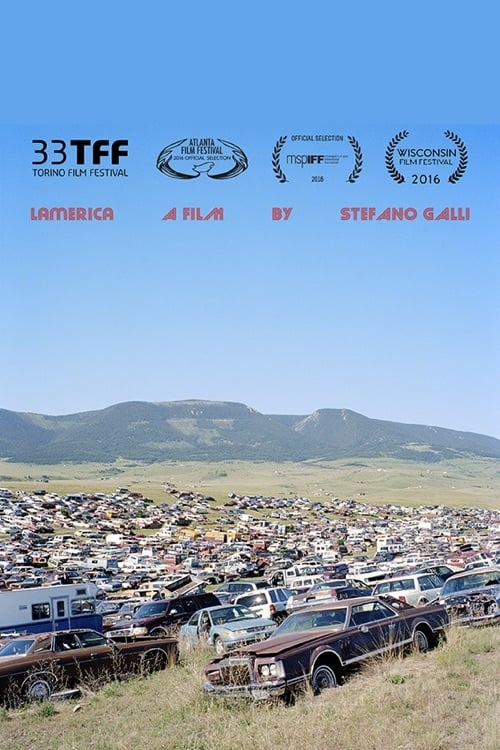 33TFF
TORINO FILM FESTIVAL
ATLANTA
FILM FESTIVAL
2016 OFFICIAL SELECTION
OFFICIAL SELECTION
mspIFF
2016
WISCONSIN
FILM FESTIVAL
2016
LAMERICA A FILM BY STEFANO GALLI